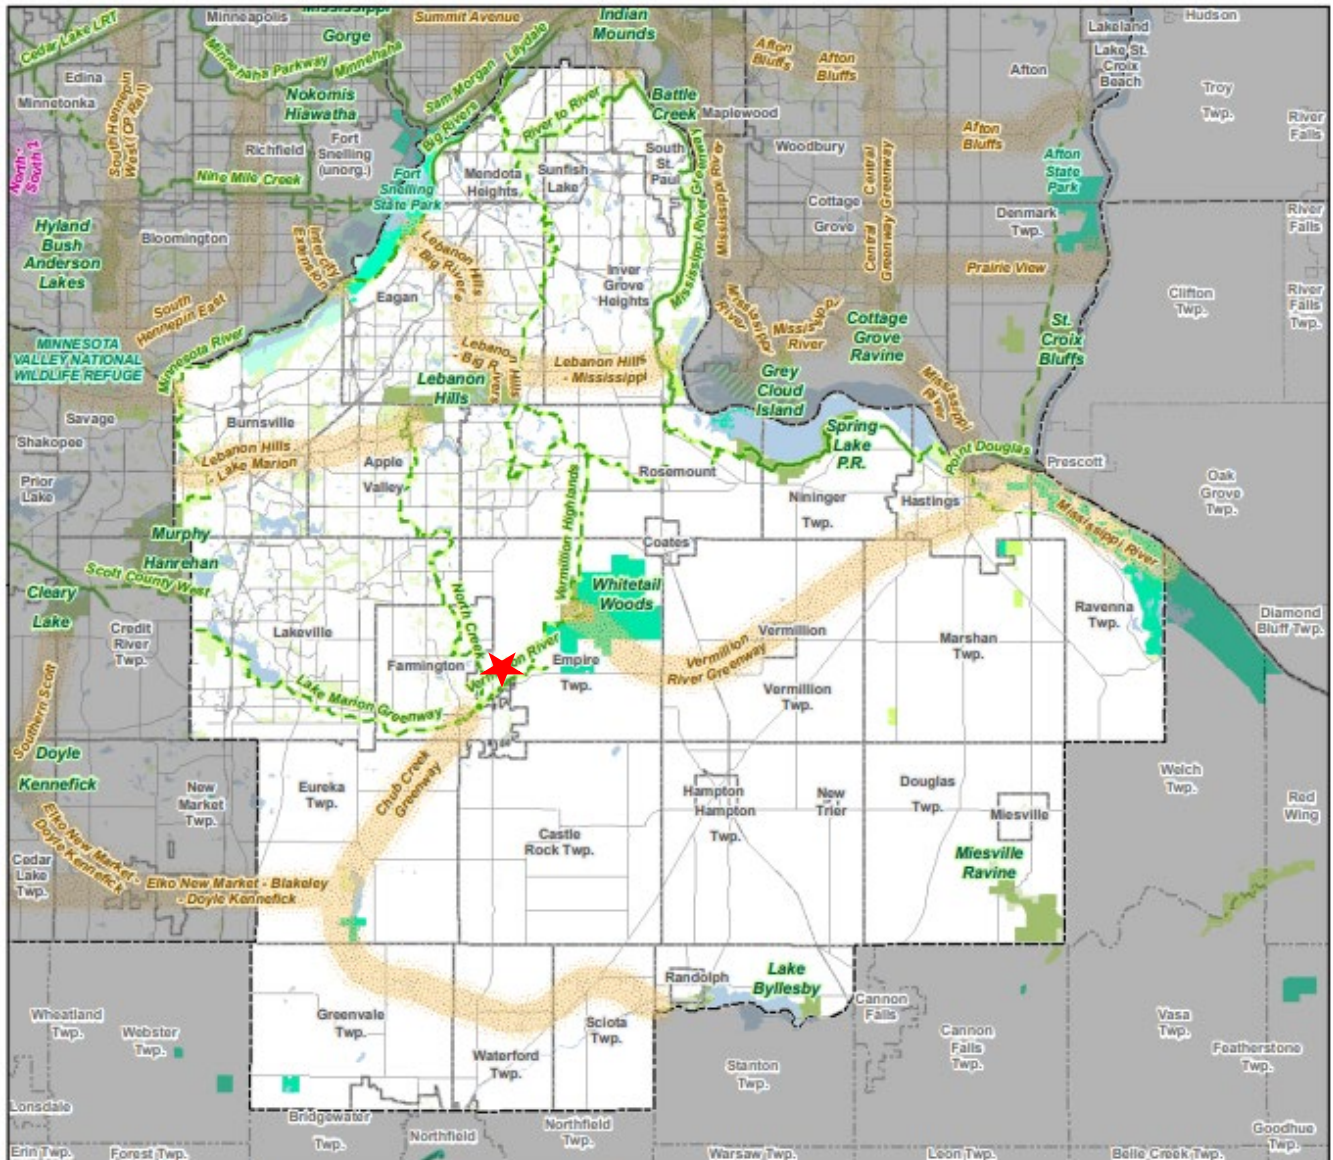 Minneapolis
Mississippi
Gorge
Summit Avenue
Indian
Mounds
Lakeland
Hudson
Cedar Lake LRT
Minnehaha Parkway
Minnehaha
Lilydale
Afton
Bluffs
Afton
Bluffs
Afton
Lake St.
Croix
Beach
Troy
Twp.
Edina
Minnetonka
South Hennepin
West (CP Rail)
Nokomis
Hiawatha
Sam Morgan
Big Rivers
River to River
Battle
Creek
Maplewood
River
Falls
North -
South 1
Richfield
Fort
Snelling
(unorg.)
Nine Mile Creek
Fort
Snelling
State Park
Mendota
Heights
Sunfish
Lake
South
St.
Paul
Woodbury
Afton
Bluffs
Afton
State
Park
Mississippi River Greenway
Mississippi River
Central Central
Greenway Greenway
Cottage
Grove
Denmark
Twp.
River
Falls
Hyland
Bush
Anderson
Lakes
Bloomington
Intercity
Extension
Lebanon Hills
Big Rivers
Eagan
Inver
Grove
Heights
Prairie View
Clifton
Twp.
River
Falls
Twp.
South
Hennepin East
Minnesota River
MINNESOTA
VALLEY NATIONAL
WILDLIFE REFUGE
Mississippi
River
Mississippi
River
Cottage
Grove
Ravine
St.
Croix
Bluffs
Lebanon Hills
- Big Rivers
Lebanon Hills
- Mississippi
Lebanon
Hills
Grey
Cloud
Island
Mississippi
River
Savage
Shakopee
Burnsville
Lebanon Hills
- Lake Marion
Apple
Valley
Rosemount
Spring
Lake
P.R.
Point Douglas
Prescott
Prior
Lake
Nininger
Twp.
Hastings
Oak
Grove
Twp.
Murphy
Hanrehan
Vermillion Highlands
Coates
Mississippi River
Cleary
Lake
Scott County West
Credit
River
Twp.
Lakeville
North Creek
Whitetail
Woods
Ravenna
Twp.
Diamond
Bluff Twp.
Farmington
Empire
Twp.
Vermillion
River Greenway
Vermillion
Marshan
Twp.
Vermillion
Twp.
Lake Marion Greenway
Southern Scott
Doyle
Kennefick
New
Market
Twp.
Eureka
Twp.
Chub Creek
Greenway
Hampton
Hampton
Twp.
New
Trier
Douglas
Twp.
Miesville
Welch
Twp.
Red
Wing
Elko New Market -
Doyle Kennefick
Castle
Rock Twp.
Miesville
Ravine
Cedar
Lake
Twp.
Elko New Market - Blakeley
- Doyle Kennefick
Randolph
Lake
Byllesby
Cannon
Falls
Wheatland
Twp.
Webster
Twp.
Greenvale
Twp.
Sciota
Twp.
Waterford
Twp.
Stanton
Twp.
Cannon
Falls
Twp.
Vasa
Twp.
Featherstone
Twp.
Lonsdale
Bridgewater
Twp.
Northfield
Northfield
Twp.
Goodhue
Twp.
Erin Twp.
Forest Twp.
Warsaw Twp.
Leon Twp.
Belle Creek Twp.